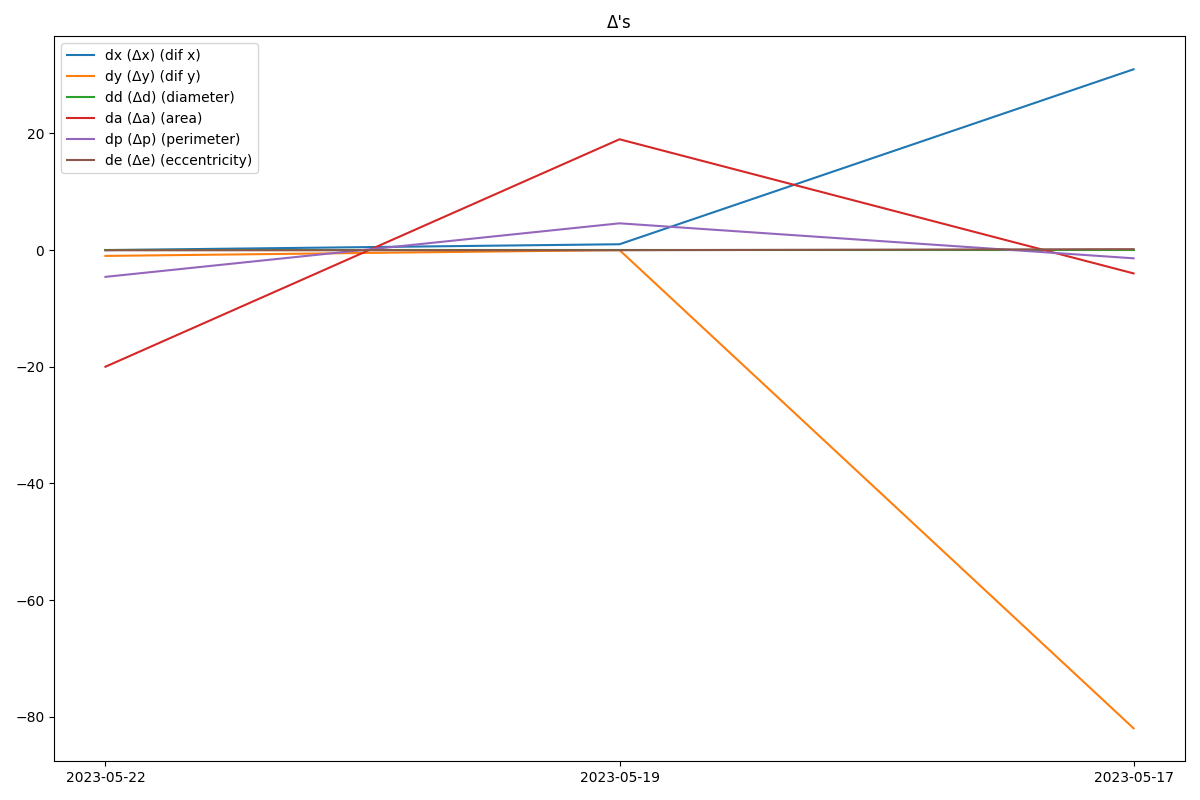 Δ's
dx (Δx) (dif x)
dy (Δy) (dif y)
dd (Δd) (diameter)
da (Δa) (area)
dp (Δp) (perimeter)
de (Δe) (eccentricity)
20
0
−20
−40
−60
−80
2023-05-22 2023-05-19 2023-05-17